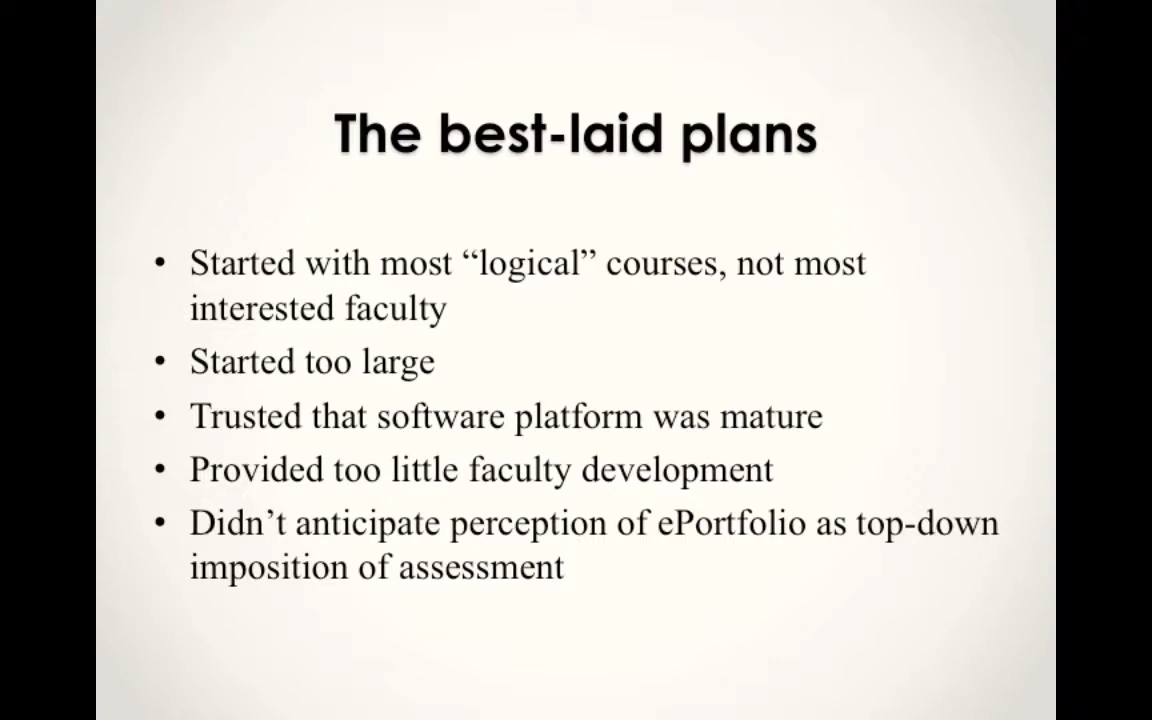 The best-laid plans
• Started with most “logical” courses, not most
interested faculty
• Started too large
• Trusted that software platform was mature
• Provided too little faculty development
• Didn’t anticipate perception of ePortfolio as top-down
imposition of assessment